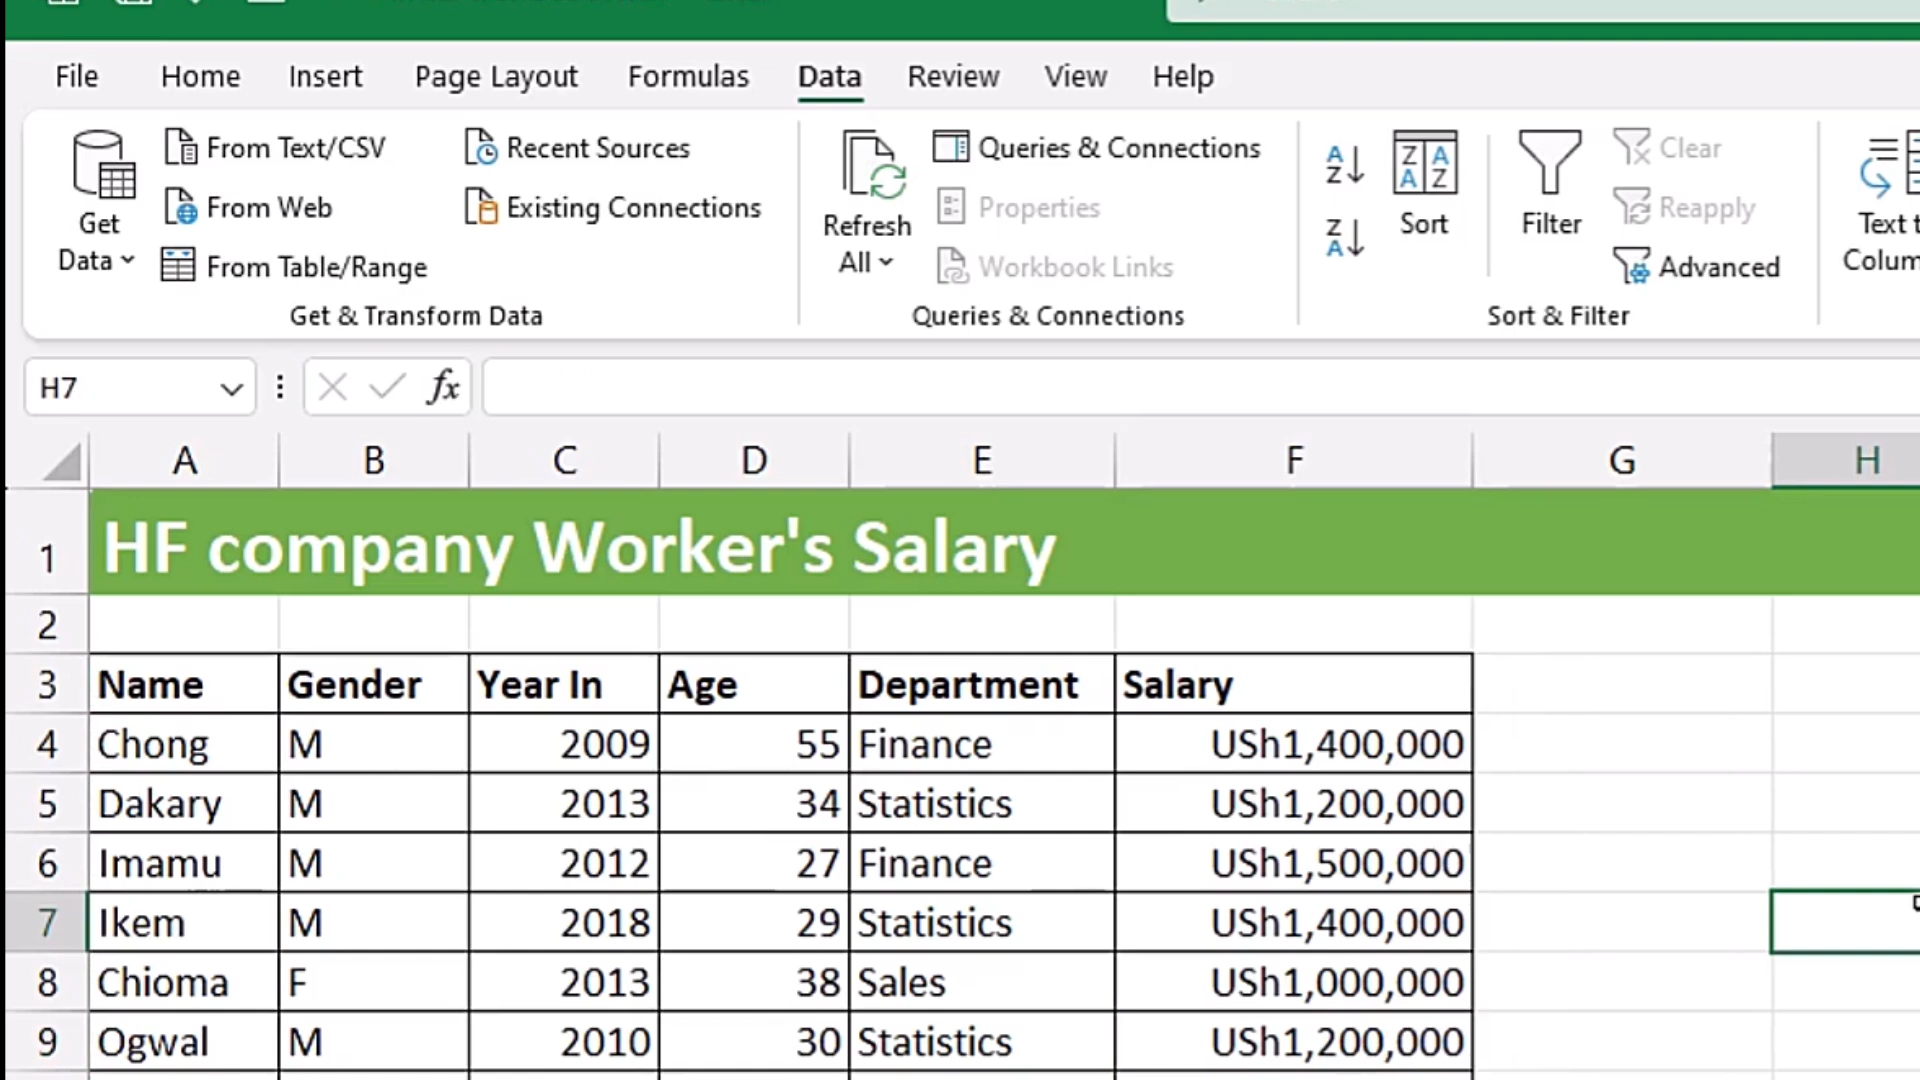 File Home Insert Page Layout Formulas Data Review View Help
From Text/CSV Recent Sources Queries & Connections Clear
From Web Existing Connections Properties Reapply
Get Data Refresh All Sort Filter Text
From Table/Range Workbook Links Advanced
Get & Transform Data Queries & Connections Sort & Filter
H7 fx
A B C D E F G H
1 HF company Worker's Salary
2
3 Name Gender Year In Age Department Salary
4 Chong M 2009 55 Finance USh1,400,000
5 Dakary M 2013 34 Statistics USh1,200,000
6 Imamu M 2012 27 Finance USh1,500,000
7 Ikem M 2018 29 Statistics USh1,400,000
8 Chioma F 2013 38 Sales USh1,000,000
9 Ogwal M 2010 30 Statistics USh1,200,000